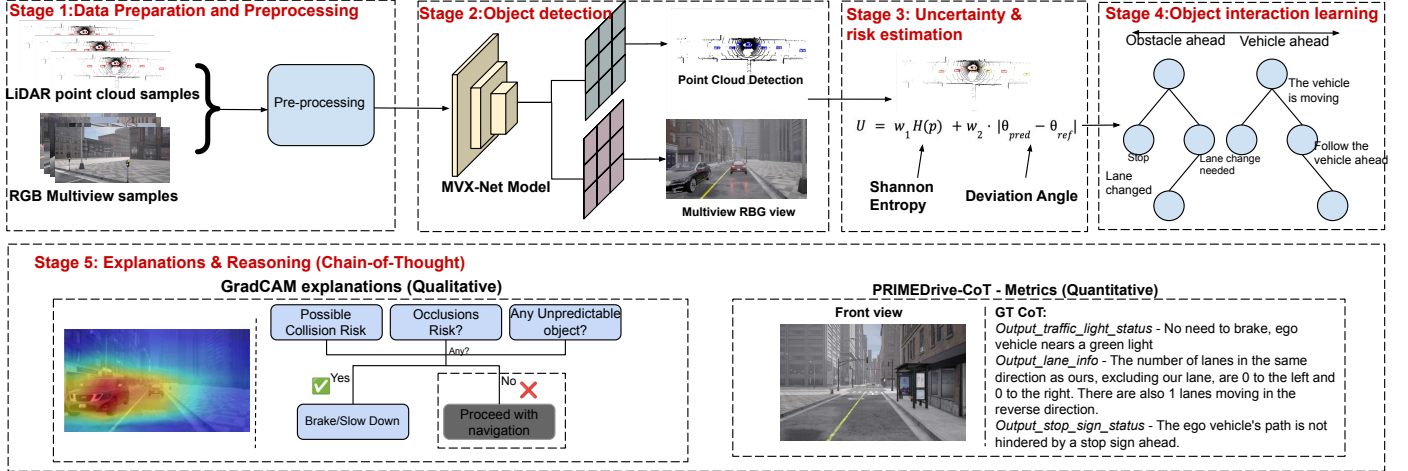 Stage 1:Data Preparation and Preprocessing
LiDAR point cloud samples
RGB Multiview samples
Pre-processing
Stage 2:Object detection
MVX-Net Model
Point Cloud Detection
Multiview RBG view
Stage 3: Uncertainty &
risk estimation
U = w1H(p) + w2 · |θpred − θref|
Shannon
Entropy
Deviation Angle
Stage 4:Object interaction learning
Obstacle ahead
Vehicle ahead
The vehicle
is moving
Stop
Lane change
needed
Follow the
vehicle ahead
Lane
changed
Stage 5: Explanations & Reasoning (Chain-of-Thought)
GradCAM explanations (Qualitative)
Possible
Collision Risk
Occlusions
Risk?
Any Unpredictable
object?
Any?
Yes
No
Brake/Slow Down
Proceed with
navigation
PRIMEDrive-CoT - Metrics (Quantitative)
Front view
GT CoT:
Output_traffic_light_status - No need to brake, ego
vehicle nears a green light
Output_lane_info - The number of lanes in the same
direction as ours, excluding our lane, are 0 to the left and
0 to the right. There are also 1 lanes moving in the
reverse direction.
Output_stop_sign_status - The ego vehicle's path is not
hindered by a stop sign ahead.